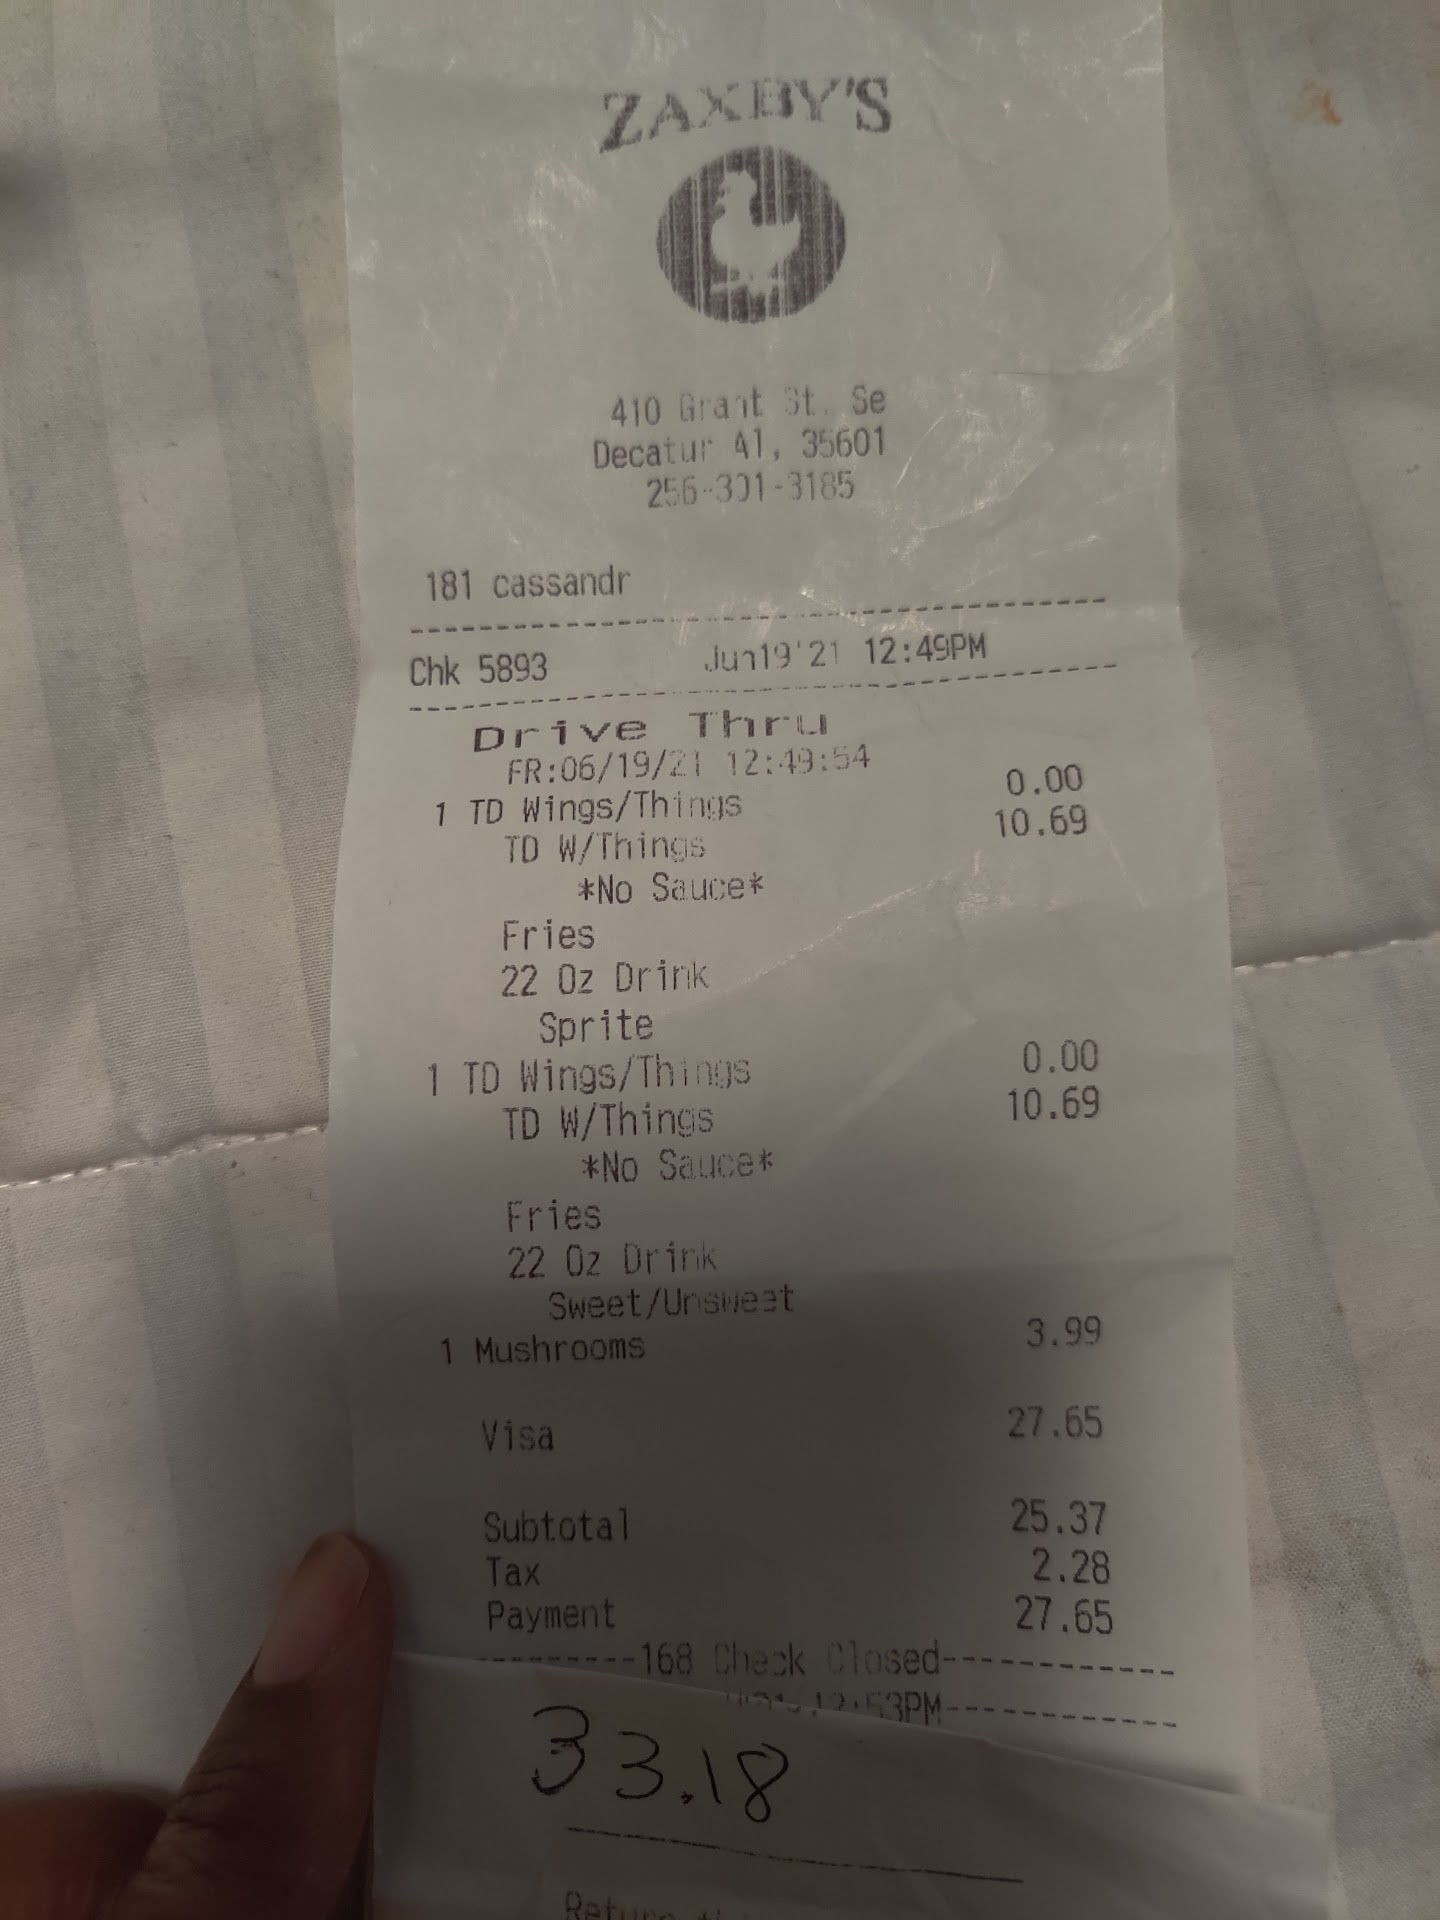 ZAXBY'S
410 Grant St. Se
Decatur Al, 35601
256-301-3185
181 cassandr
Chk 5893 Jun19'21 12:49PM
Drive Thru
FR:06/19/21 12:49:54
1 TD Wings/Things 0.00
TD W/Things 10.69
*No Sauce*
Fries
22 Oz Drink
Sprite
1 TD Wings/Things 0.00
TD W/Things 10.69
*No Sauce*
Fries
22 Oz Drink
Sweet/Unsweet
1 Mushrooms 3.99
Visa 27.65
Subtotal 25.37
Tax 2.28
Payment 27.65
---------168 Check Closed------------
12:53PM------------
33.18